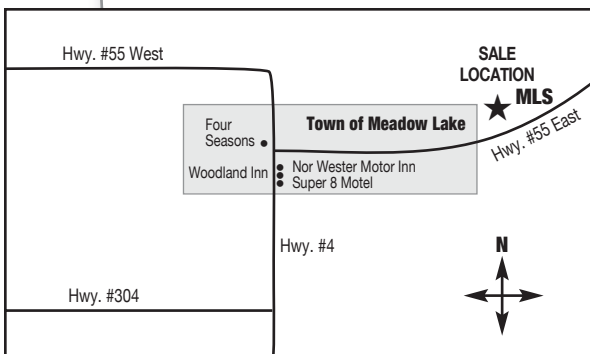 Hwy. #55 West
SALE
LOCATION
MLS
Four
Seasons
Town of Meadow Lake
Hwy. #55 East
Woodland Inn
Nor Wester Motor Inn
Super 8 Motel
Hwy. #4
N
Hwy. #304